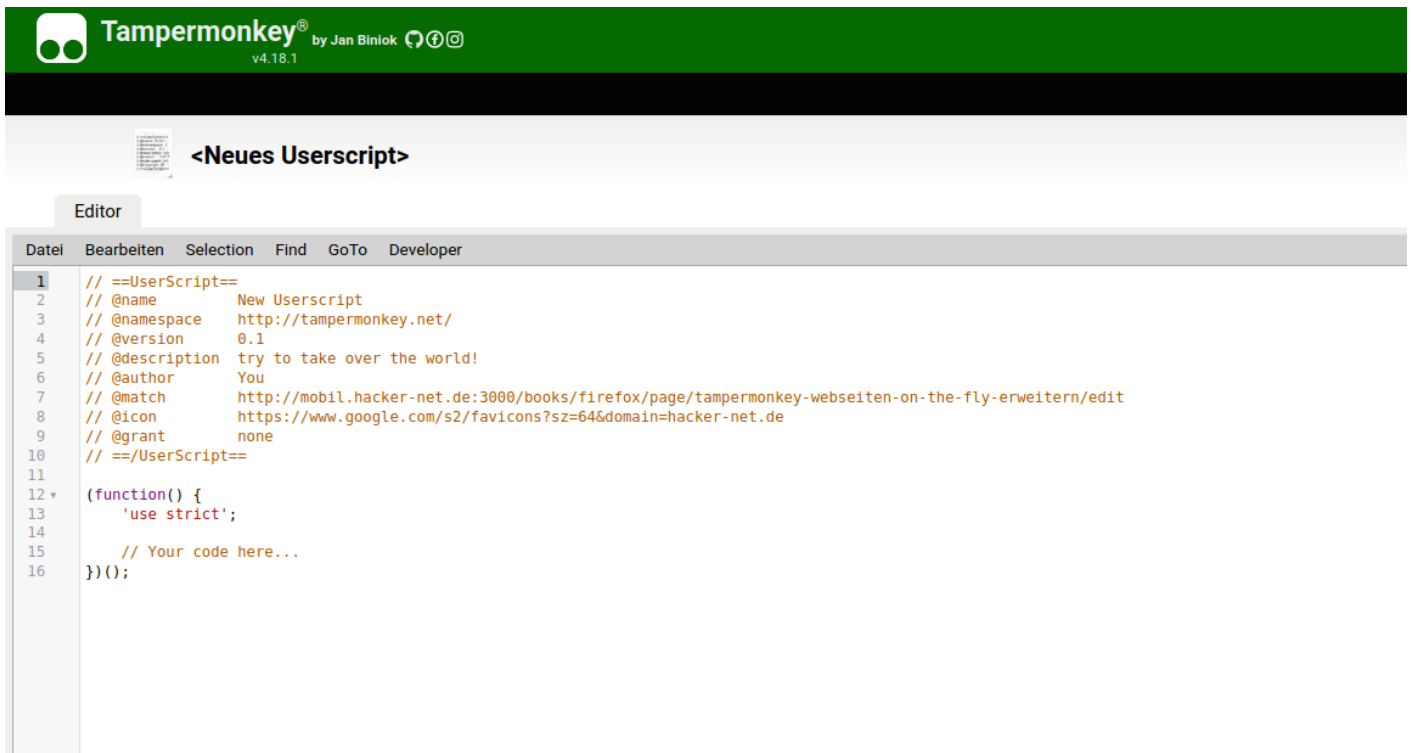 Tampermonkey® by Jan Biniok
v4.18.1
<Neues Userscript>
Editor
Datei Bearbeiten Selection Find GoTo Developer
1 // ==UserScript==
2 // @name         New Userscript
3 // @namespace    http://tampermonkey.net/
4 // @version      0.1
5 // @description  try to take over the world!
6 // @author       You
7 // @match        http://mobil.hacker-net.de:3000/books/firefox/page/tampermonkey-webseiten-on-the-fly-erweitern/edit
8 // @icon         https://www.google.com/s2/favicons?sz=64&domain=hacker-net.de
9 // @grant        none
10 // ==/UserScript==
11
12 (function() {
13     'use strict';
14
15     // Your code here...
16 })();